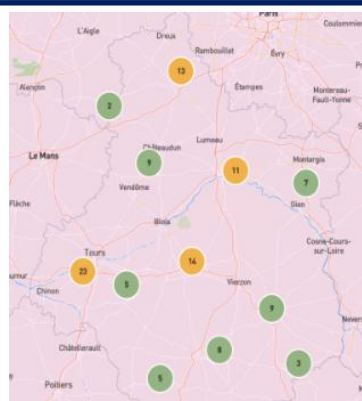 Paris
Coulommiers
L'Aigle
Dreux
Rambouillet
Évry
13
Alençon
2
Étampes
Montereau-
Fault-Yonne
Le Mans
Châteaudun
9
Lumeau
11
Montargis
7
Vendôme
Gien
Flèche
Blois
Tours
14
Cosne-Cours-
sur-Loire
23
5
Vierzon
Chinon
9
Nevers
Châtellerault
8
3
5
Poitiers